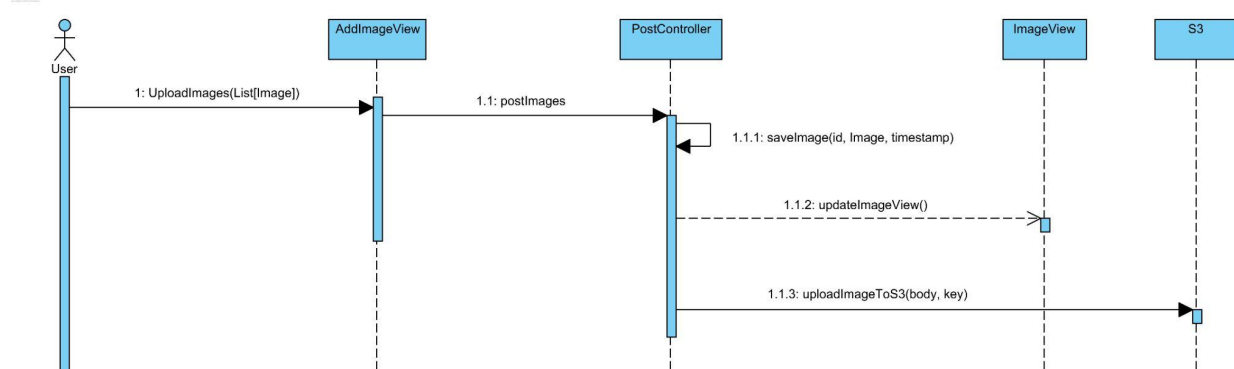 AddImageView
PostController
ImageView
S3
User
1: UploadImages(List[Image])
1.1: postImages
1.1.1: saveImage(id, Image, timestamp)
1.1.2: updateImageView()
1.1.3: uploadImageToS3(body, key)